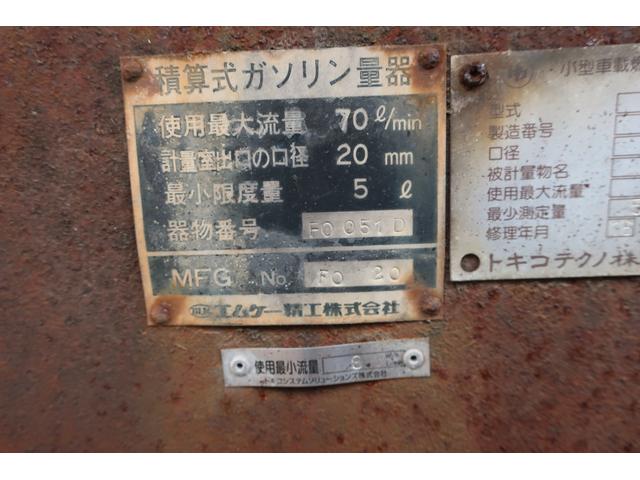 積算式ガソリン量器
使用最大流量 70 ℓ/min
計量室出口の口径 20 mm
最小限度量 5 ℓ
器物番号 FO 051 D
MFG No. FO 20
エムケー精工株式会社
使用最小流量 8
トキコシステムソリューションズ株式会社
小型車載燃
型式
製造番号
口径
被計量物名
使用最大流量
最少測定量
修理年月
トキコテクノ株